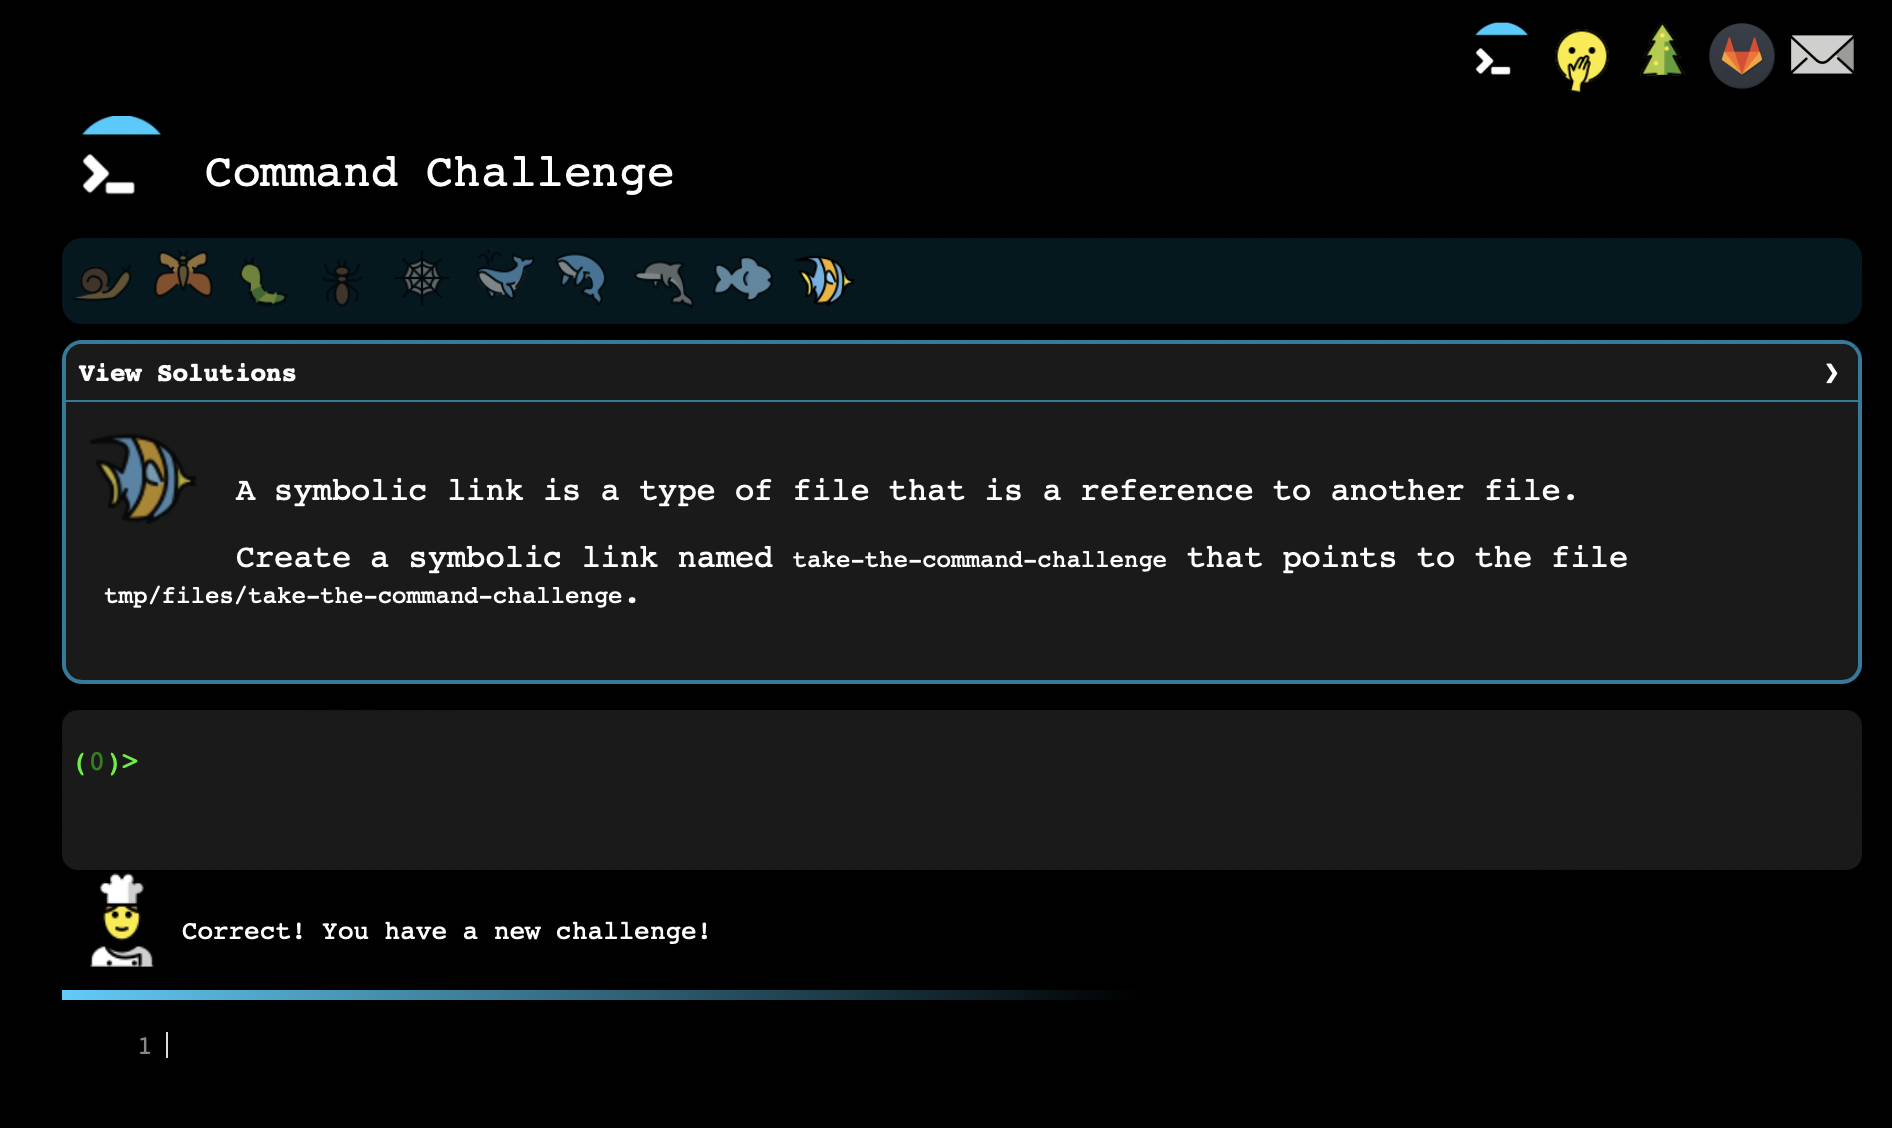 Command Challenge
View Solutions
A symbolic link is a type of file that is a reference to another file.
Create a symbolic link named take-the-command-challenge that points to the file
tmp/files/take-the-command-challenge.
(0)>
Correct! You have a new challenge!
1